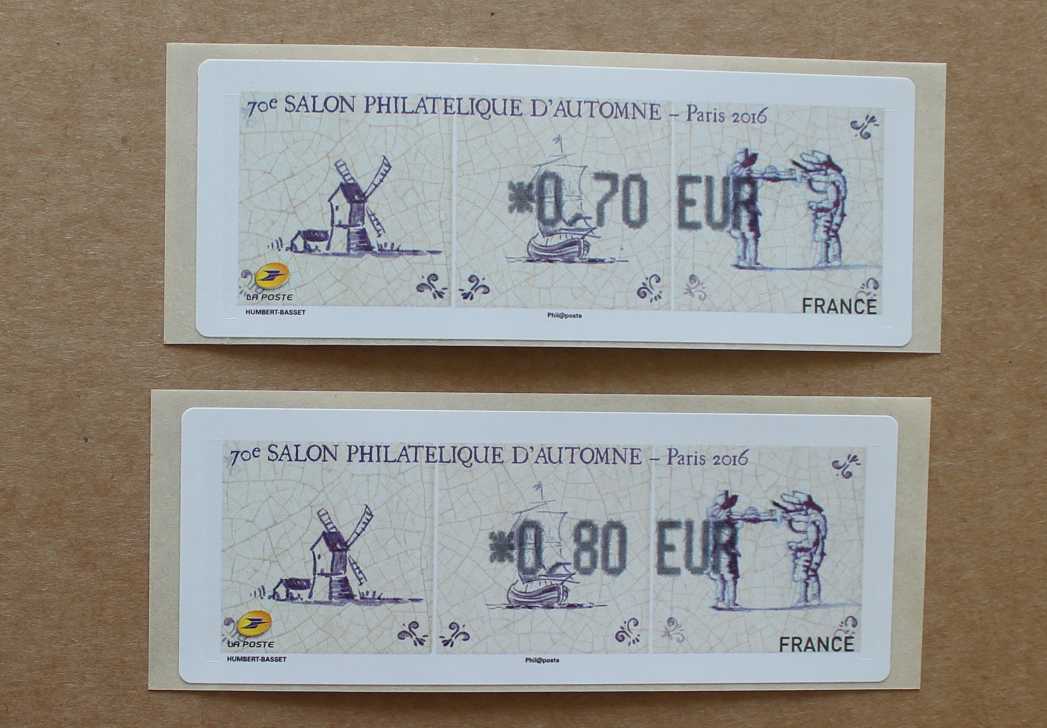 70e SALON PHILATELIQUE D'AUTOMNE – Paris 2016
*0,70 EUR
LA POSTE
FRANCE
HUMBERT-BASSET
Phil@poste
70e SALON PHILATELIQUE D'AUTOMNE – Paris 2016
*0,80 EUR
LA POSTE
FRANCE
HUMBERT-BASSET
Phil@poste